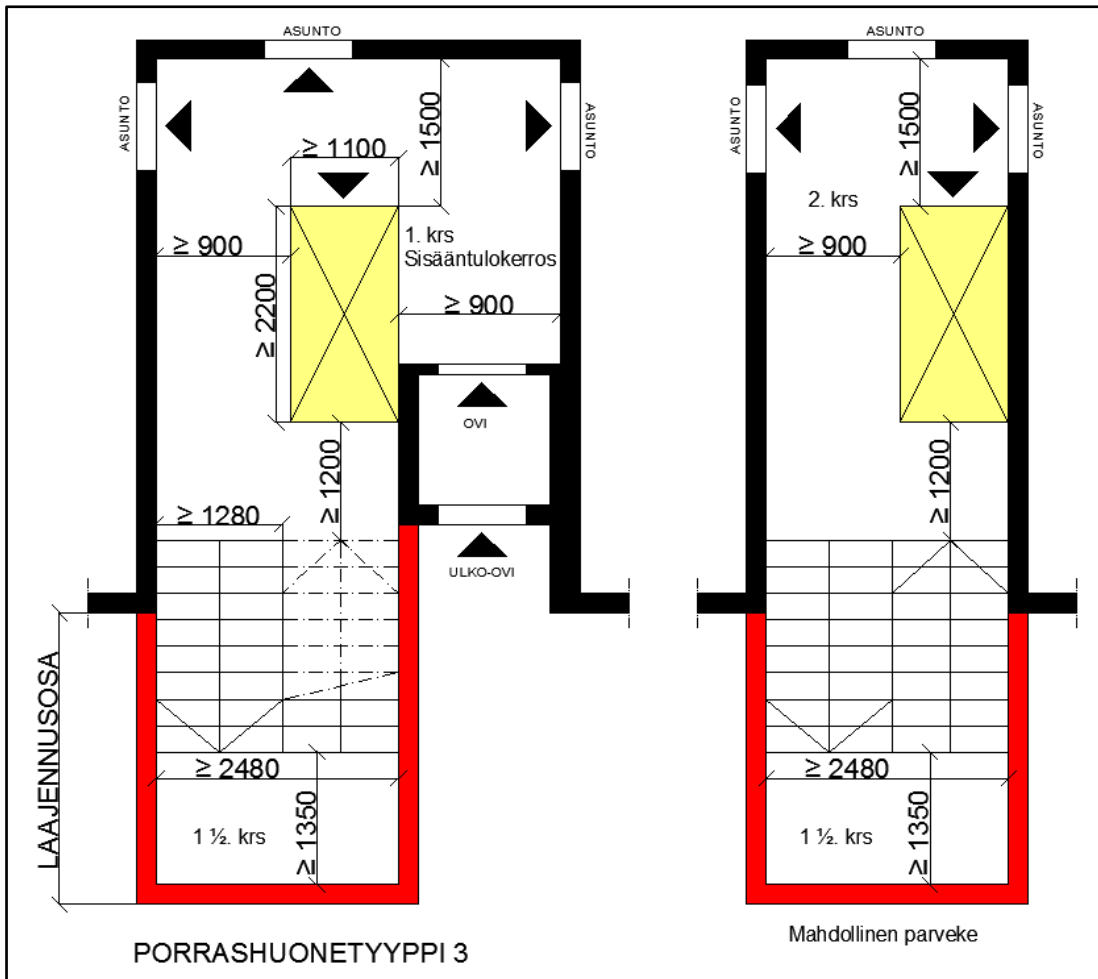 ASUNTO
ASUNTO
ASUNTO
≥ 1500
≥ 1100
≥ 900
1. krs
Sisääntulokerros
≥ 2200
≥ 900
OVI
≥ 1200
≥ 1280
ULKO-OVI
LAAJENNUSOSA
≥ 2480
≥ 1350
1 ½. krs
PORRASHUONETYYPPI 3
ASUNTO
ASUNTO
ASUNTO
≥ 1500
2. krs
≥ 900
≥ 1200
≥ 2480
≥ 1350
1 ½. krs
Mahdollinen parveke